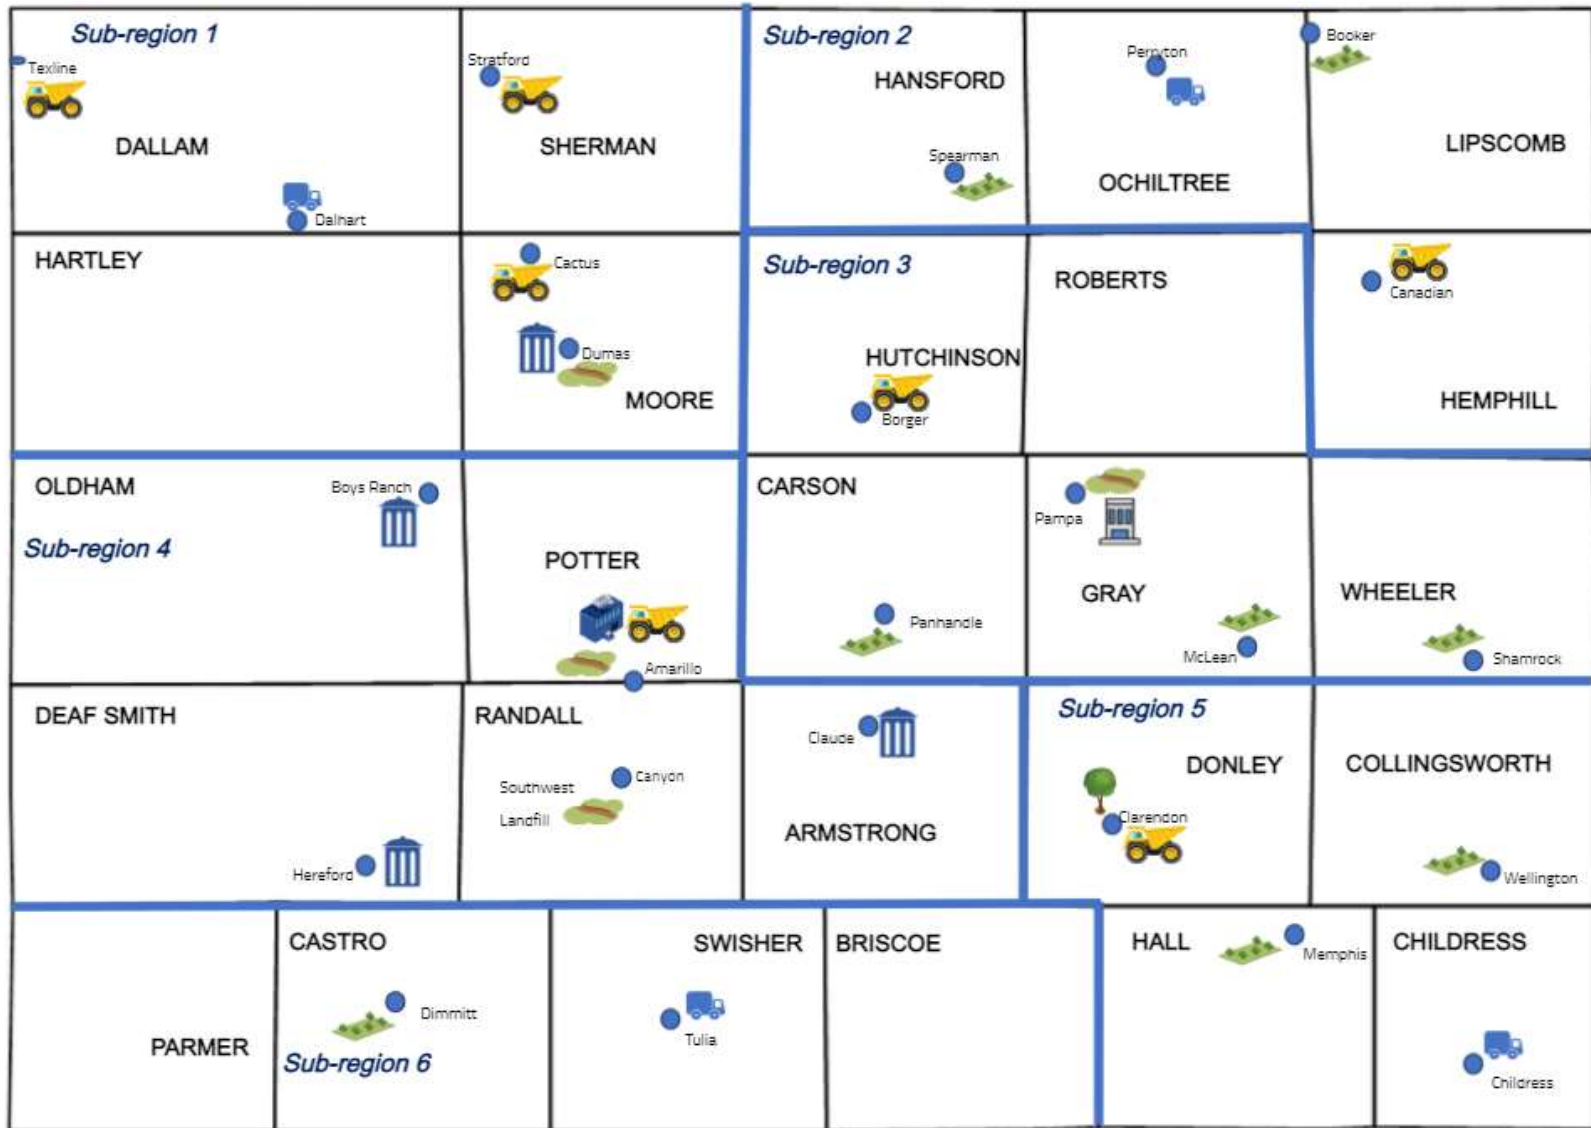 Sub-region 1
Sub-region 2
Booker
Perryton
Texline
Stratford
HANSFORD
DALLAM
SHERMAN
LIPSCOMB
Spearman
OCHILTREE
Dalhart
HARTLEY
Cactus
Sub-region 3
ROBERTS
Canadian
Dumas
HUTCHINSON
MOORE
HEMPHILL
Borger
OLDHAM
Boys Ranch
CARSON
Pampa
Sub-region 4
POTTER
GRAY
WHEELER
Panhandle
McLean
Shamrock
Amarillo
DEAF SMITH
RANDALL
Sub-region 5
Claude
DONLEY
COLLINGSWORTH
Canyon
Southwest
Landfill
Clarendon
ARMSTRONG
Hereford
Wellington
CASTRO
SWISHER
BRISCOE
HALL
Memphis
CHILDRESS
Dimmitt
Tulia
PARMER
Sub-region 6
Childress